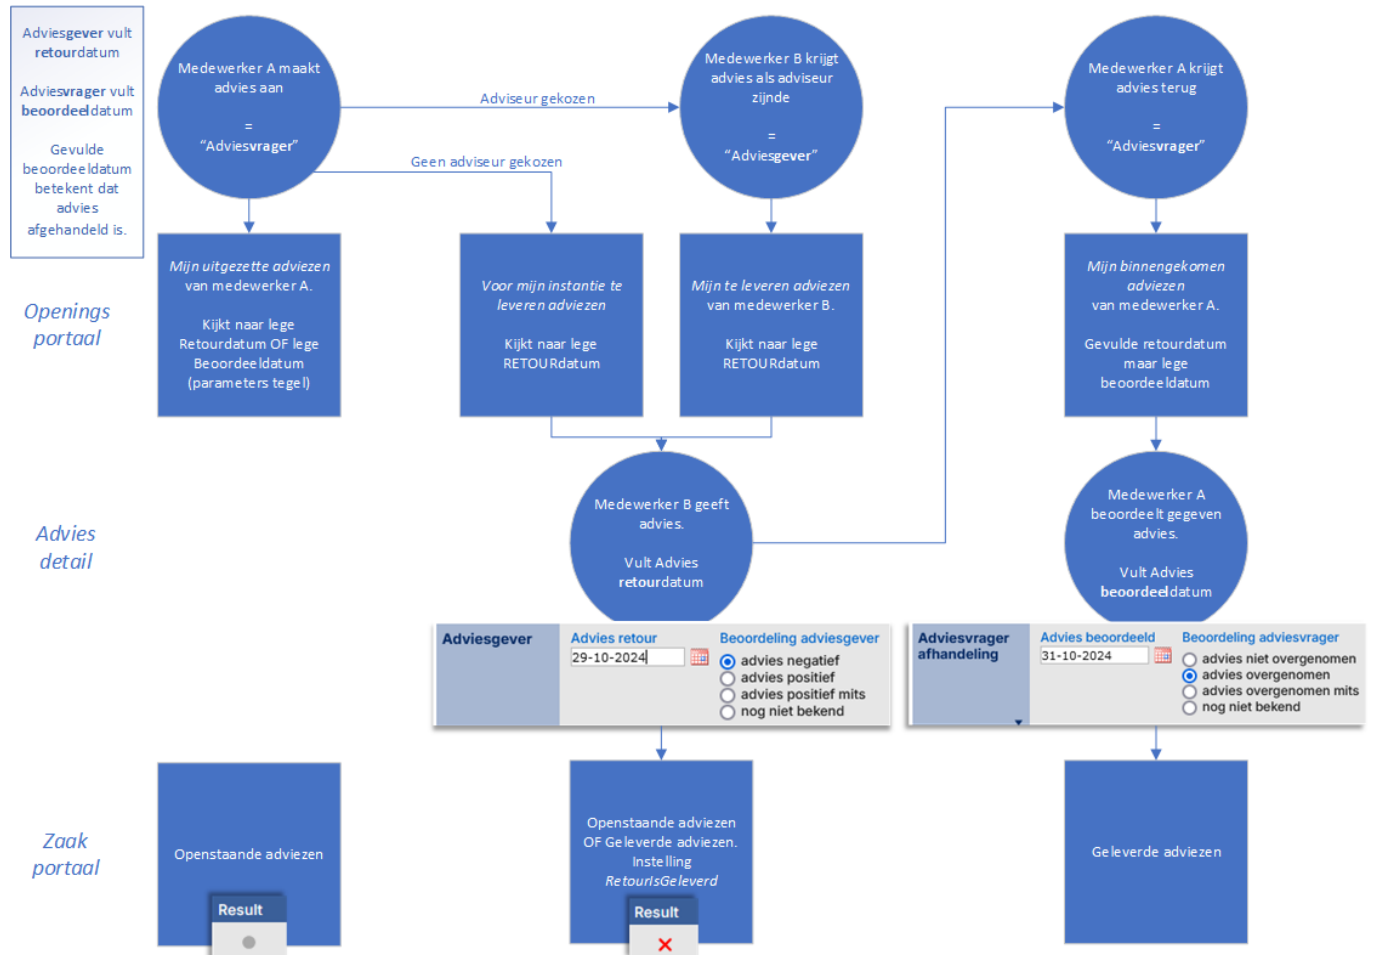 Adviesgever vult
retourdatum
Adviesvrager vult
beoordeeldatum
Gevulde
beoordeeldatum
betekent dat
advies
afgehandeld is.
Medewerker A maakt
advies aan
=
“Adviesvrager”
Adviseur gekozen
Geen adviseur gekozen
Medewerker B krijgt
advies als adviseur
zijnde
=
“Adviesgever”
Medewerker A krijgt
advies terug
=
“Adviesvrager”
Openings
portaal
Mijn uitgezette adviezen
van medewerker A.
Kijkt naar lege
Retourdatum OF lege
Beoordeeldatum
(parameters tegel)
Voor mijn instantie te
leveren adviezen
Kijkt naar lege
RETOURdatum
Mijn te leveren adviezen
van medewerker B.
Kijkt naar lege
RETOURdatum
Mijn binnengekomen
adviezen
van medewerker A.
Gevulde retourdatum
maar lege
beoordeeldatum
Advies
detail
Medewerker B geeft
advies.
Vult Advies
retourdatum
Medewerker A
beoordeelt gegeven
advies.
Vult Advies
beoordeeldatum
Adviesgever
Advies retour
29-10-2024
Beoordeling adviesgever
advies negatief
advies positief
advies positief mits
nog niet bekend
Adviesvrager
afhandeling
Advies beoordeeld
31-10-2024
Beoordeling adviesvrager
advies niet overgenomen
advies overgenomen
advies overgenomen mits
nog niet bekend
Zaak
portaal
Openstaande adviezen
Result
Openstaande adviezen
OF Geleverde adviezen.
Instelling
RetourIsGeleverd
Result
Geleverde adviezen